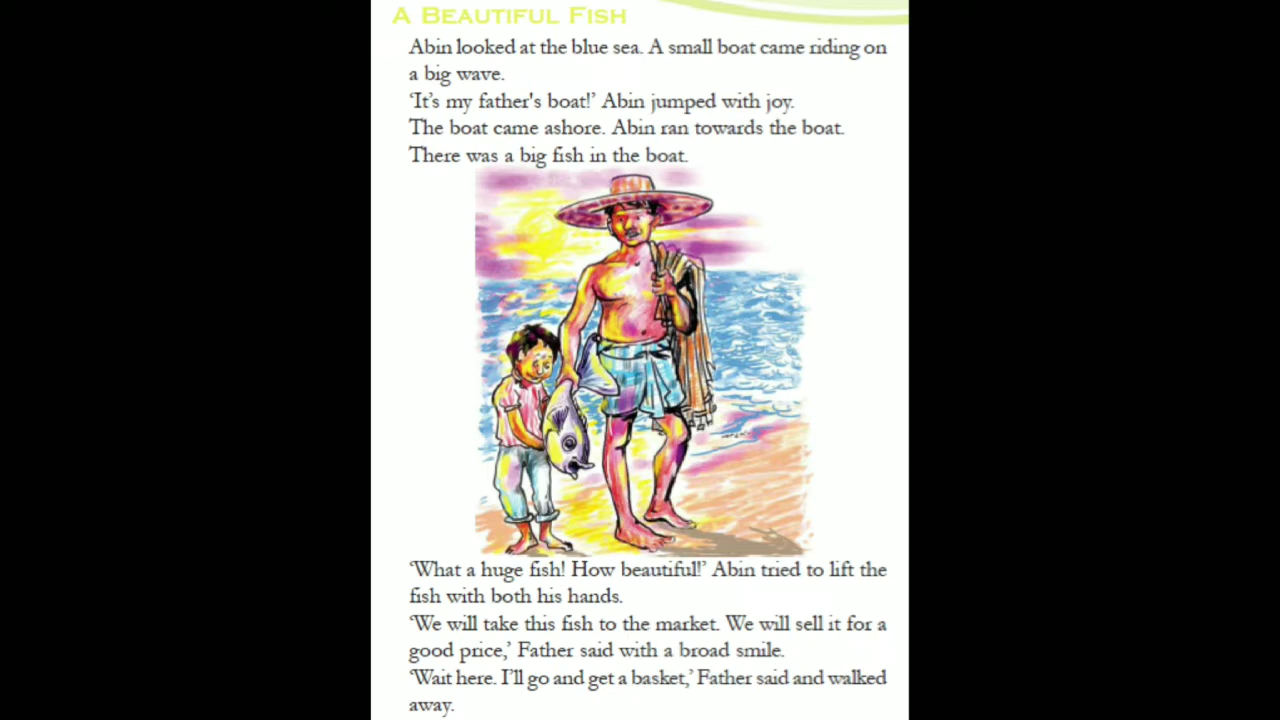 A Beautiful Fish
Abin looked at the blue sea. A small boat came riding on
a big wave.
‘It’s my father's boat!’ Abin jumped with joy.
The boat came ashore. Abin ran towards the boat.
There was a big fish in the boat.
‘What a huge fish! How beautiful!’ Abin tried to lift the
fish with both his hands.
‘We will take this fish to the market. We will sell it for a
good price,’ Father said with a broad smile.
‘Wait here. I’ll go and get a basket,’ Father said and walked
away.